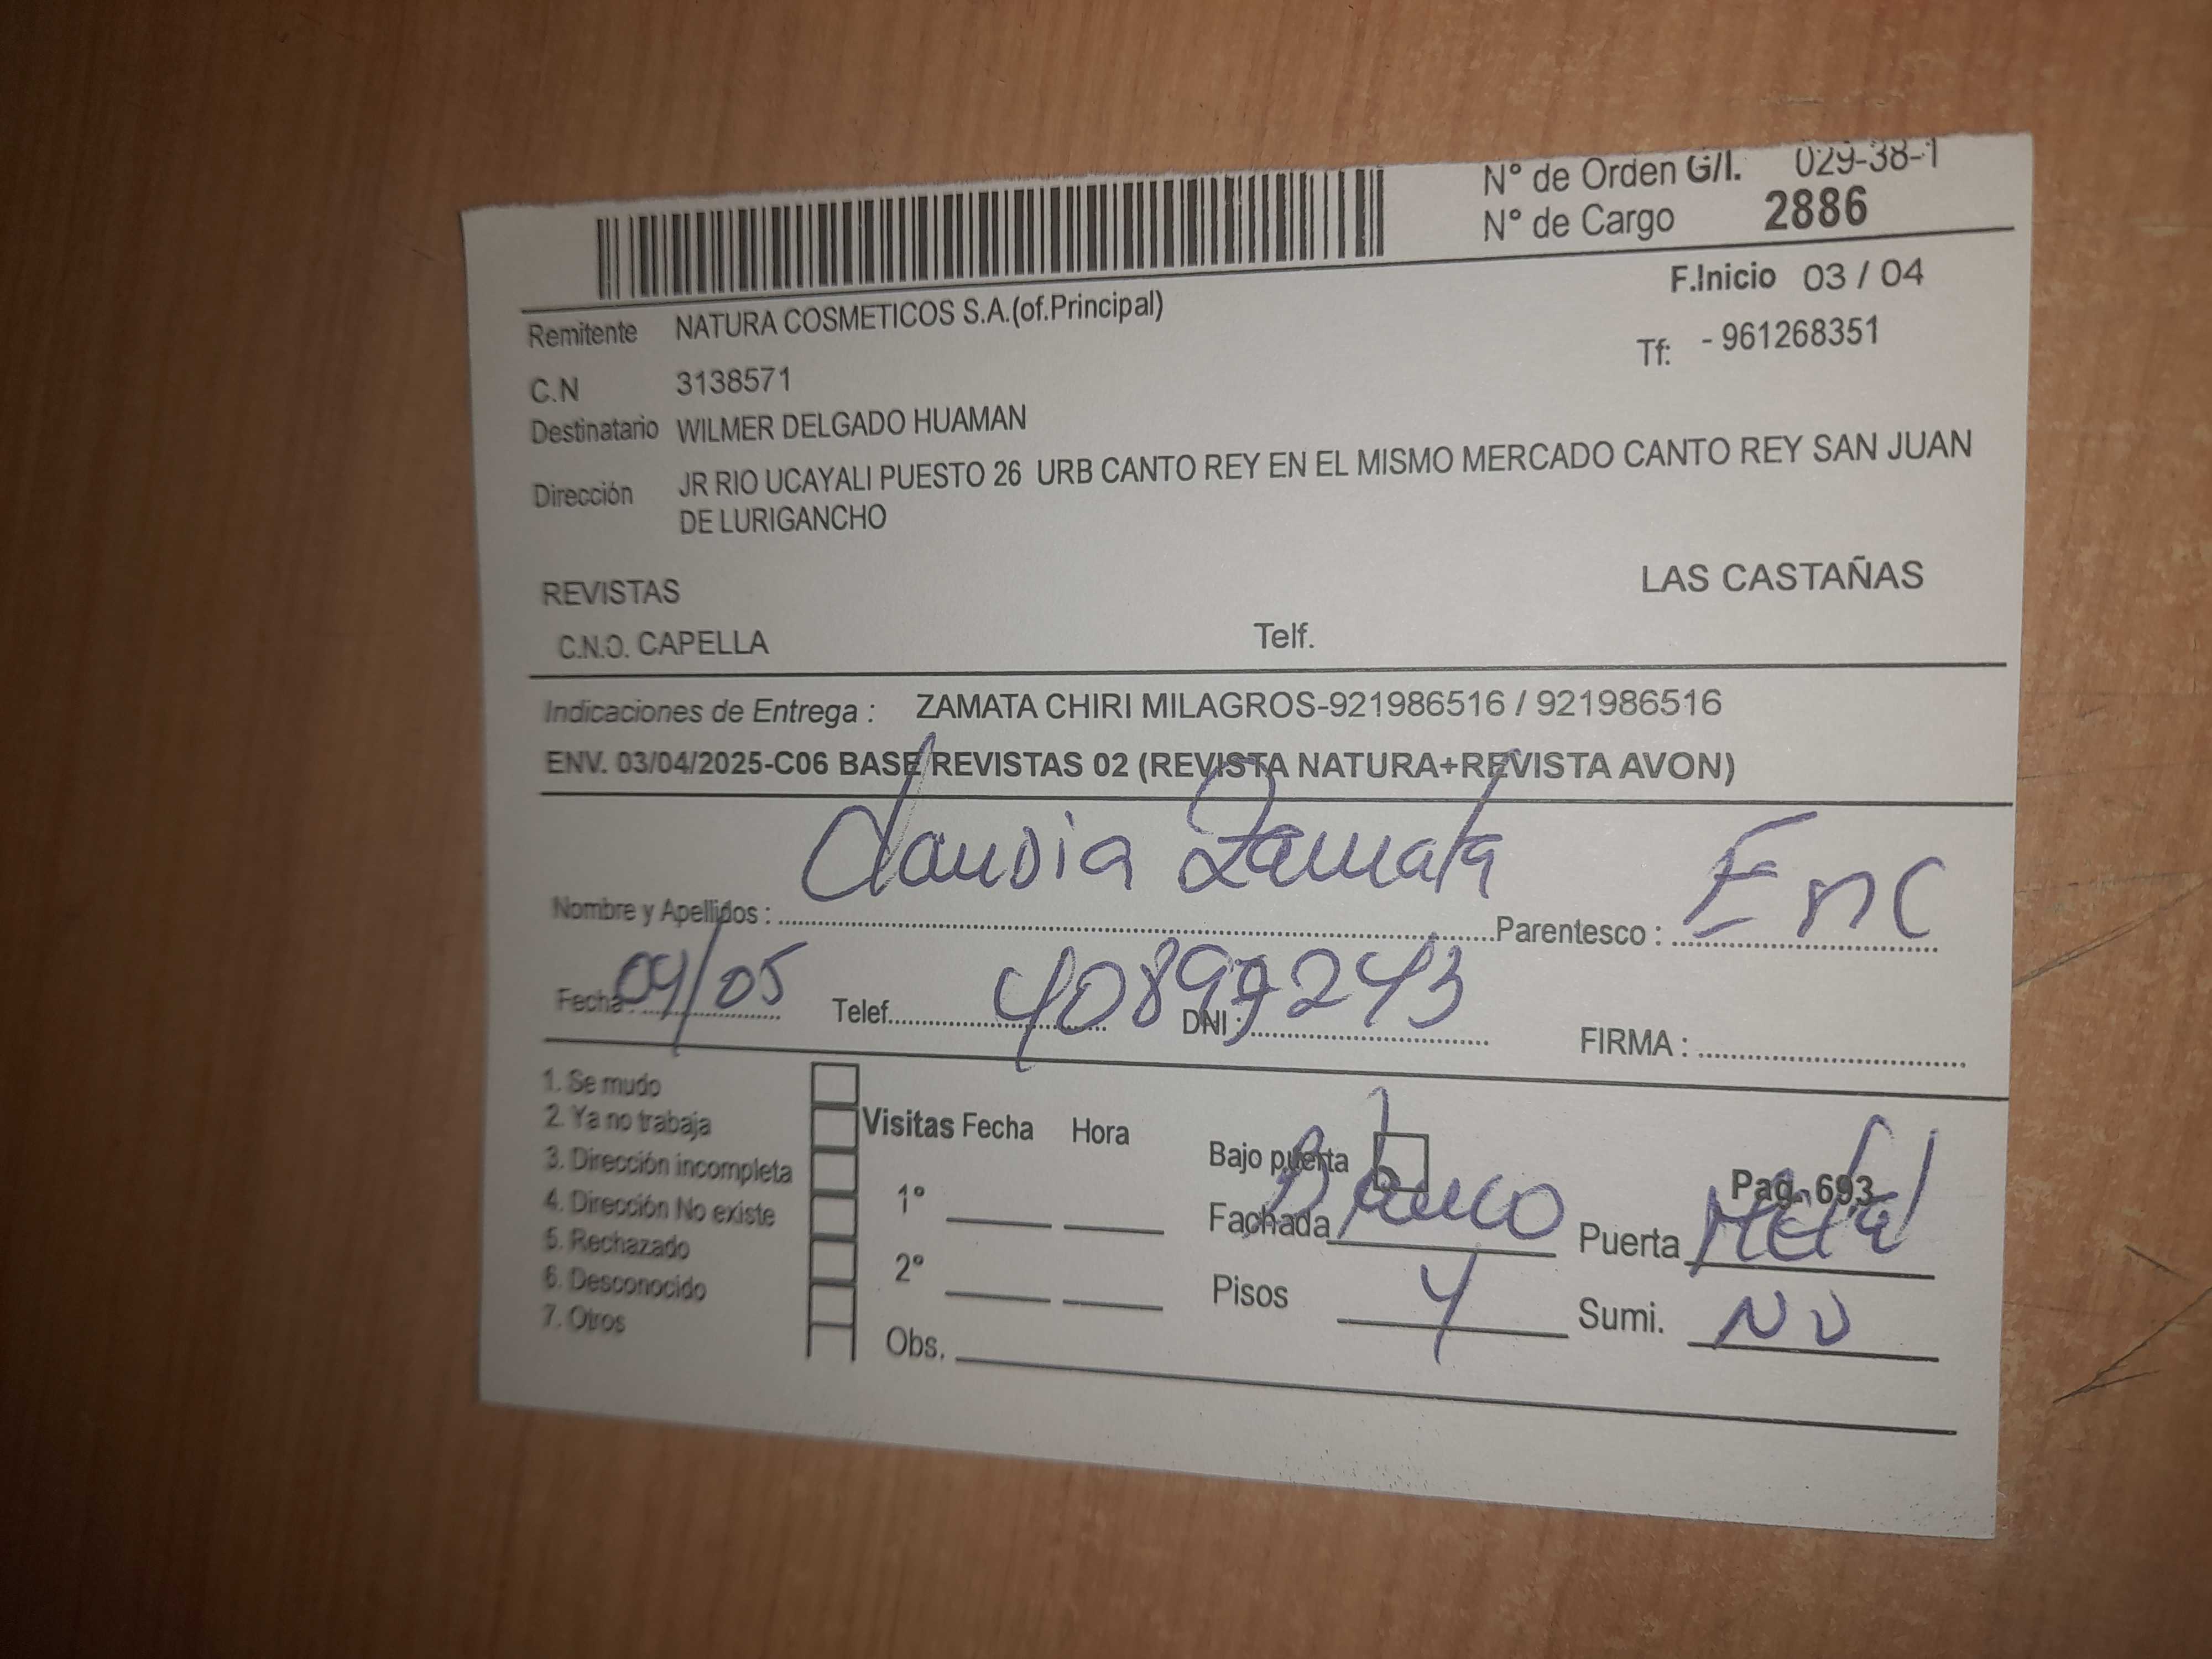 N° de Orden G/I. 029-38-1
N° de Cargo 2886
F.Inicio 03 / 04
Remitente NATURA COSMETICOS S.A.(of.Principal)
Tf: - 961268351
C.N 3138571
Destinatario WILMER DELGADO HUAMAN
Dirección JR RIO UCAYALI PUESTO 26 URB CANTO REY EN EL MISMO MERCADO CANTO REY SAN JUAN
DE LURIGANCHO
REVISTAS LAS CASTAÑAS
C.N.O. CAPELLA Telf.
Indicaciones de Entrega : ZAMATA CHIRI MILAGROS-921986516 / 921986516
ENV. 03/04/2025-C06 BASE REVISTAS 02 (REVISTA NATURA+REVISTA AVON)
Nombre y Apellidos : Claudia Zamata Parentesco : Enc
Fecha : 04/05 Telef. DNI : 40899243 FIRMA :
1. Se mudo
2. Ya no trabaja
3. Dirección incompleta
4. Dirección No existe
5. Rechazado
6. Desconocido
7. Otros
Visitas Fecha Hora
1°
2°
Obs.
Bajo puerta Pag. 693
Fachada Blanco Puerta Metal
Pisos 4 Sumi. NO